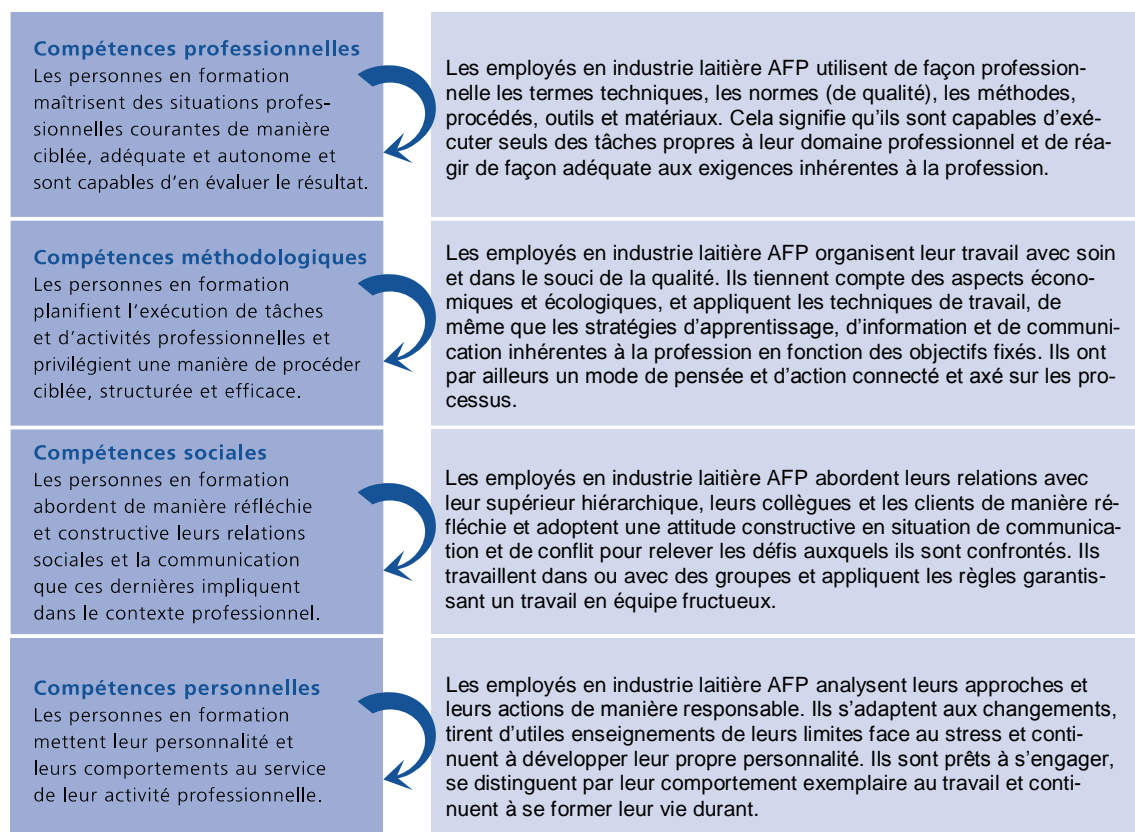 Compétences professionnelles
Les personnes en formation
maîtrisent des situations profes-
sionnelles courantes de manière
ciblée, adéquate et autonome et
sont capables d'en évaluer le résultat.
Les employés en industrie laitière AFP utilisent de façon profession-
nelle les termes techniques, les normes (de qualité), les méthodes,
procédés, outils et matériaux. Cela signifie qu'ils sont capables d'exé-
cuter seuls des tâches propres à leur domaine professionnel et de réa-
gir de façon adéquate aux exigences inhérentes à la profession.
Compétences méthodologiques
Les personnes en formation
planifient l'exécution de tâches
et d'activités professionnelles et
privilégient une manière de procéder
ciblée, structurée et efficace.
Les employés en industrie laitière AFP organisent leur travail avec soin
et dans le souci de la qualité. Ils tiennent compte des aspects écono-
miques et écologiques, et appliquent les techniques de travail, de
même que les stratégies d'apprentissage, d'information et de communi-
cation inhérentes à la profession en fonction des objectifs fixés. Ils ont
par ailleurs un mode de pensée et d'action connecté et axé sur les pro-
cessus.
Compétences sociales
Les personnes en formation
abordent de manière réfléchie
et constructive leurs relations
sociales et la communication
que ces dernières impliquent
dans le contexte professionnel.
Les employés en industrie laitière AFP abordent leurs relations avec
leur supérieur hiérarchique, leurs collègues et les clients de manière ré-
fléchie et adoptent une attitude constructive en situation de communica-
tion et de conflit pour relever les défis auxquels ils sont confrontés. Ils
travaillent dans ou avec des groupes et appliquent les règles garantis-
sant un travail en équipe fructueux.
Compétences personnelles
Les personnes en formation
mettent leur personnalité et
leurs comportements au service
de leur activité professionnelle.
Les employés en industrie laitière AFP analysent leurs approches et
leurs actions de manière responsable. Ils s'adaptent aux changements,
tirent d'utiles enseignements de leurs limites face au stress et conti-
nuent à développer leur propre personnalité. Ils sont prêts à s'engager,
se distinguent par leur comportement exemplaire au travail et conti-
nuent à se former leur vie durant.